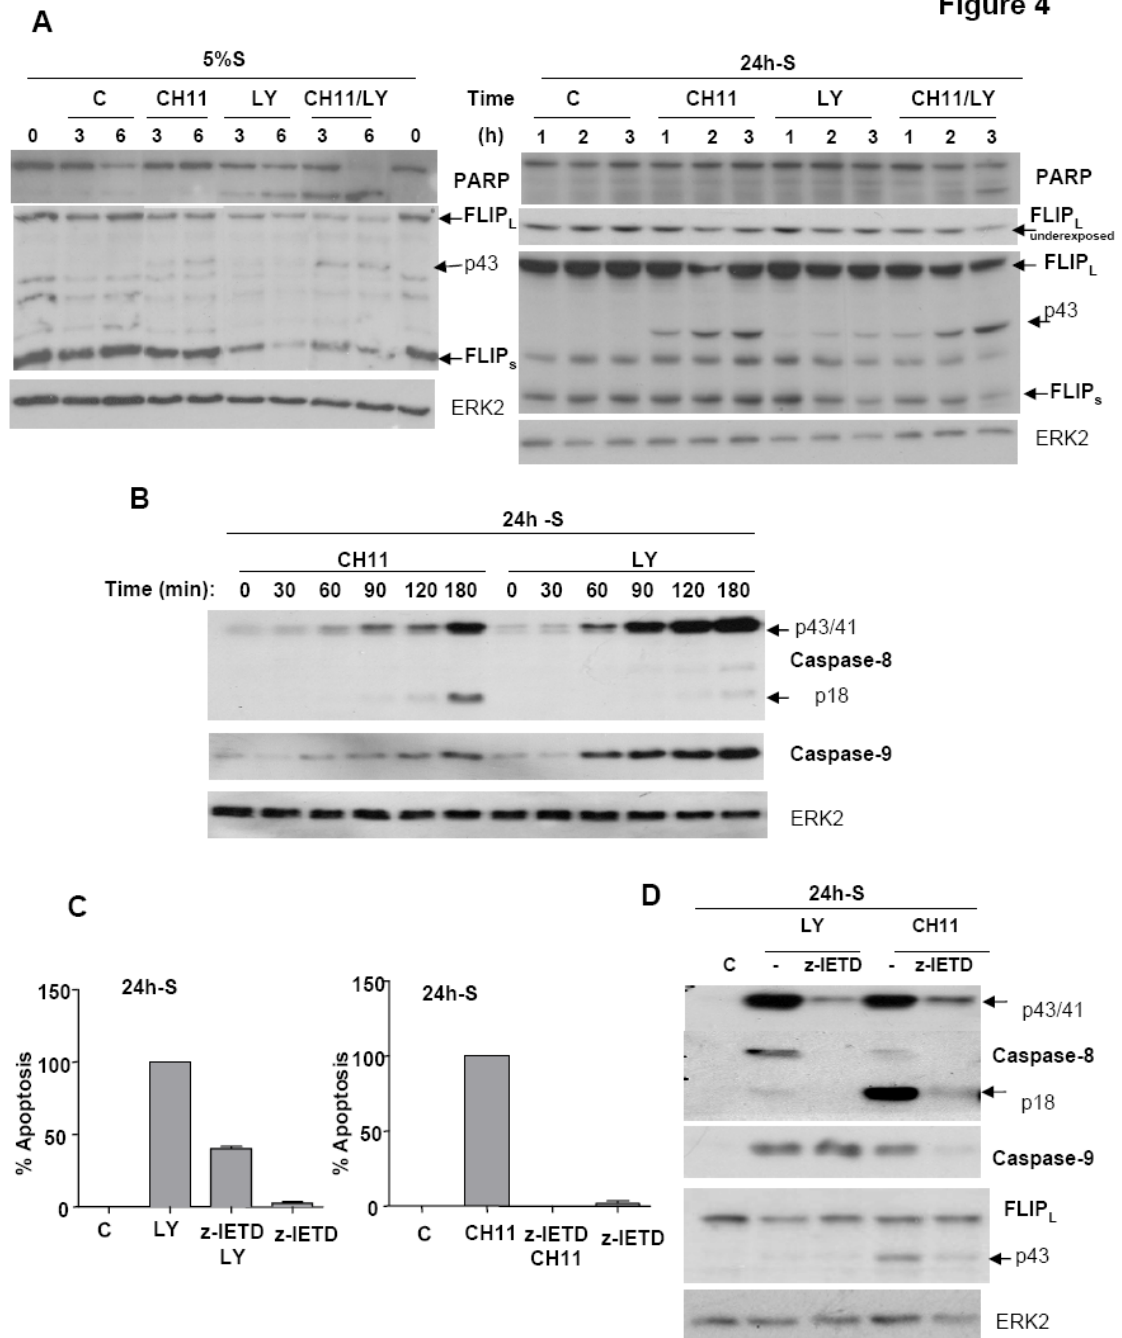 Figure 4
A
5%S
C CH11 LY CH11/LY
0 3 6 3 6 3 6 3 6 0
PARP
FLIPL
p43
FLIPs
ERK2
Time
(h)
24h-S
C CH11 LY CH11/LY
1 2 3 1 2 3 1 2 3 1 2 3
PARP
FLIPL
underexposed
FLIPL
p43
FLIPs
ERK2
B
24h -S
CH11 LY
Time (min): 0 30 60 90 120 180 0 30 60 90 120 180
p43/41
Caspase-8
p18
Caspase-9
ERK2
C
24h-S
% Apoptosis
150
100
50
0
C LY z-IETD z-IETD
LY
24h-S
% Apoptosis
150
100
50
0
C CH11 z-IETD z-IETD
CH11
D
24h-S
LY CH11
C - z-IETD - z-IETD
p43/41
Caspase-8
p18
Caspase-9
FLIPL
p43
ERK2